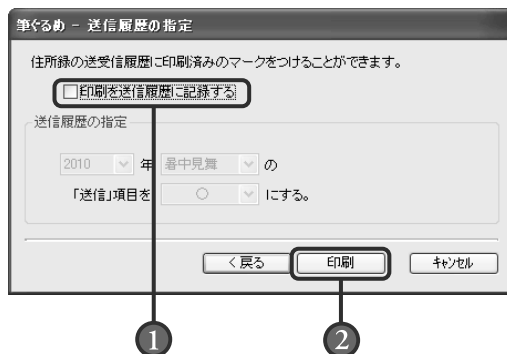 筆ぐるめ - 送信履歴の指定
住所録の送受信履歴に印刷済みのマークをつけることができます。
印刷を送信履歴に記録する
送信履歴の指定
2010 年 暑中見舞 の
「送信」項目を ○ にする。
< 戻る 印刷 キャンセル
1 2